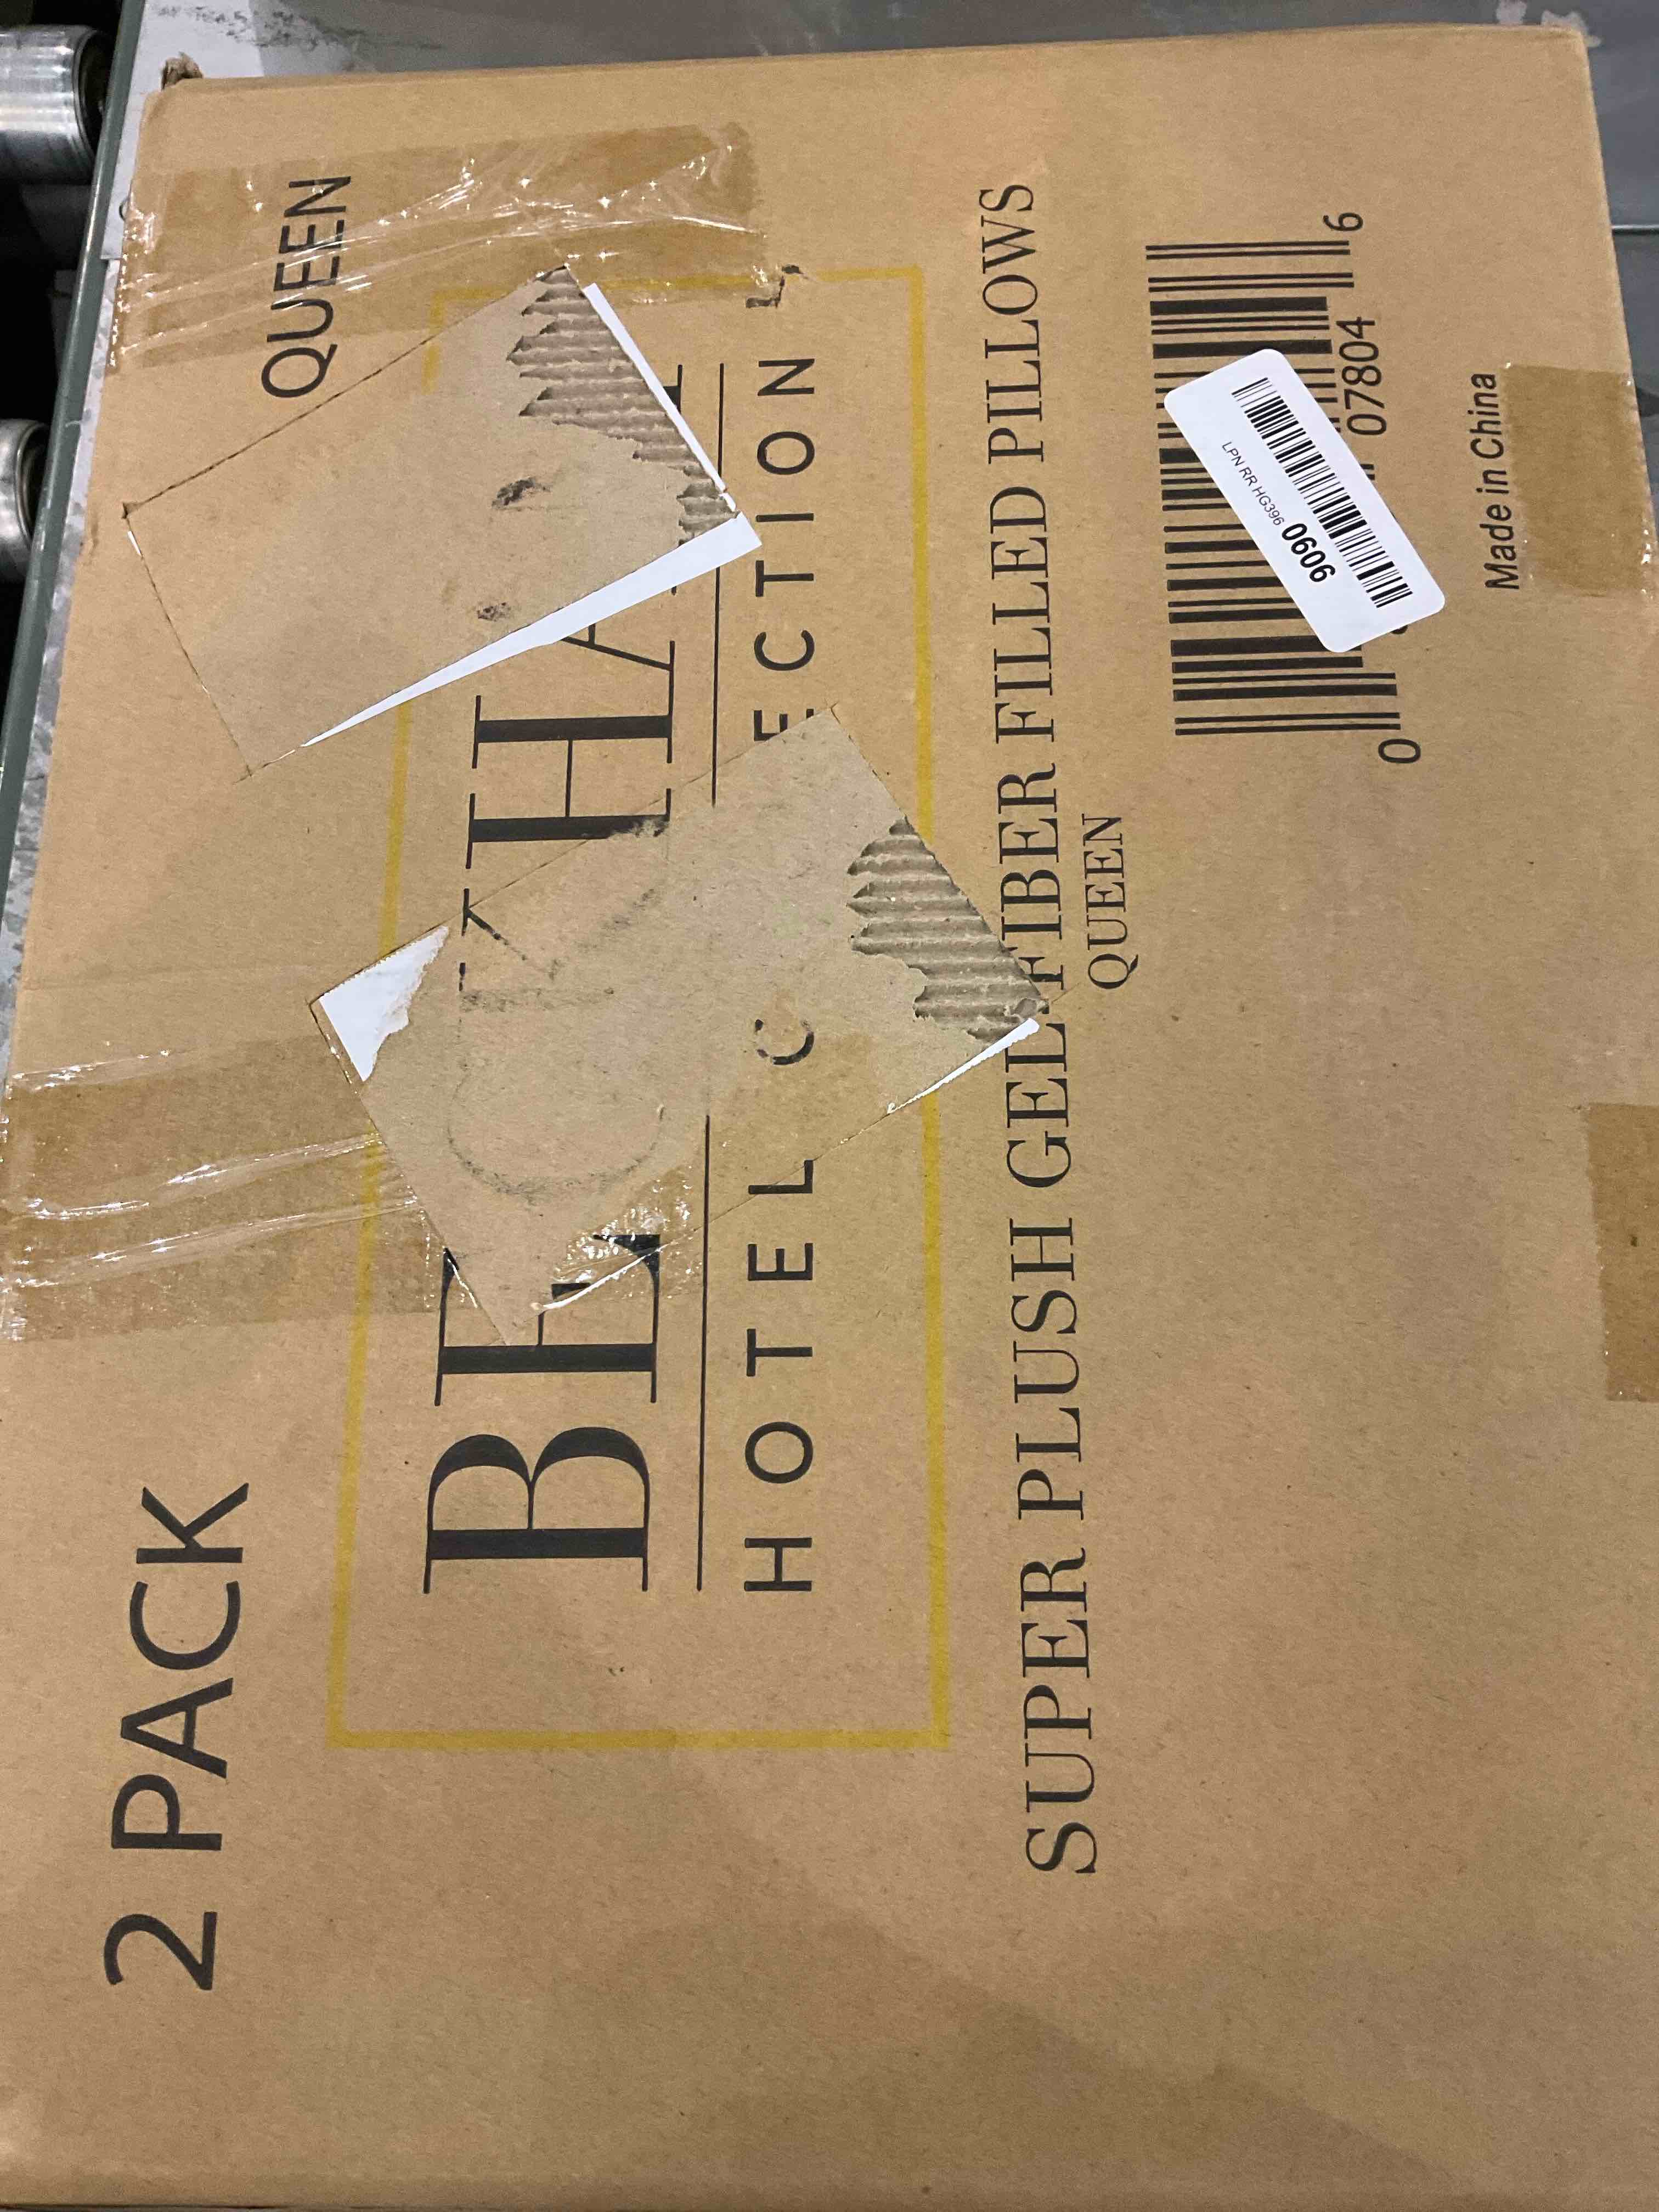 2 PACK
QUEEN
HOTEL
SUPER PLUSH GEL FIBER FILLED PILLOWS
QUEEN
0 07804 6
LPN RR HG396 0606
Made in China